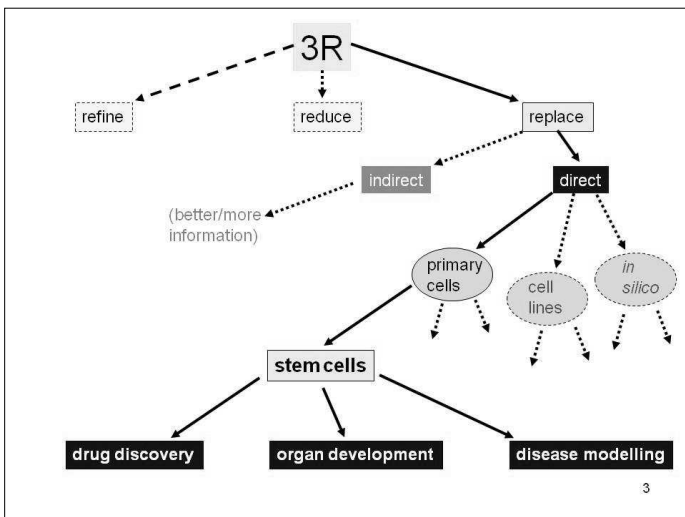 3R
refine
reduce
replace
indirect
direct
(better/more
information)
primary
cells
cell
lines
in
silico
stem cells
drug discovery
organ development
disease modelling
3